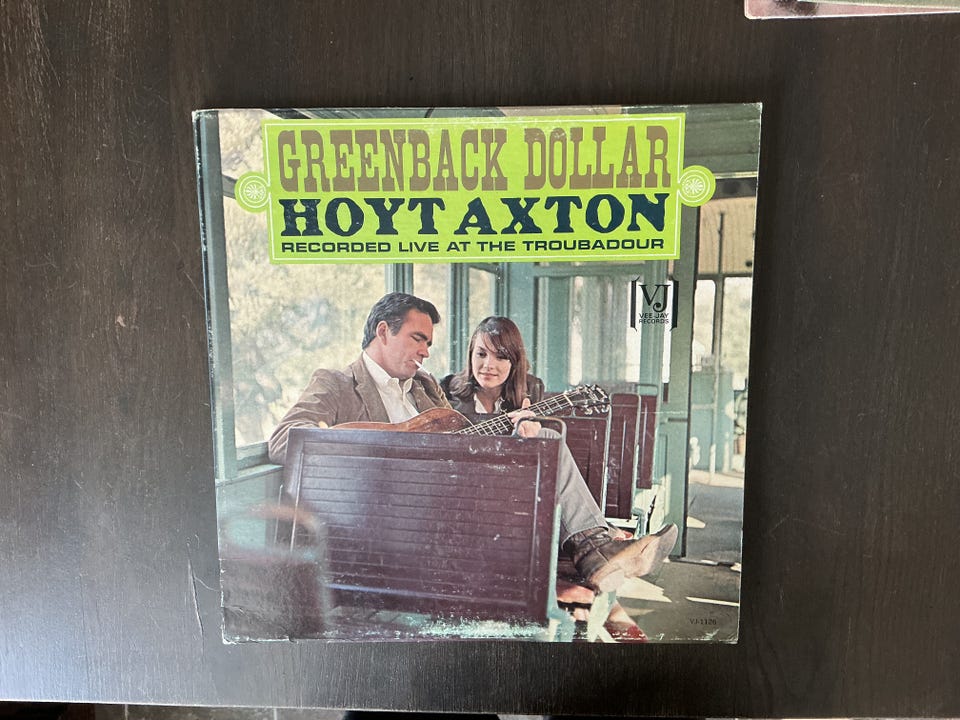 GREENBACK DOLLAR
HOYT AXTON
RECORDED LIVE AT THE TROUBADOUR
VJ
VEE JAY
RECORDS
VJ-1126